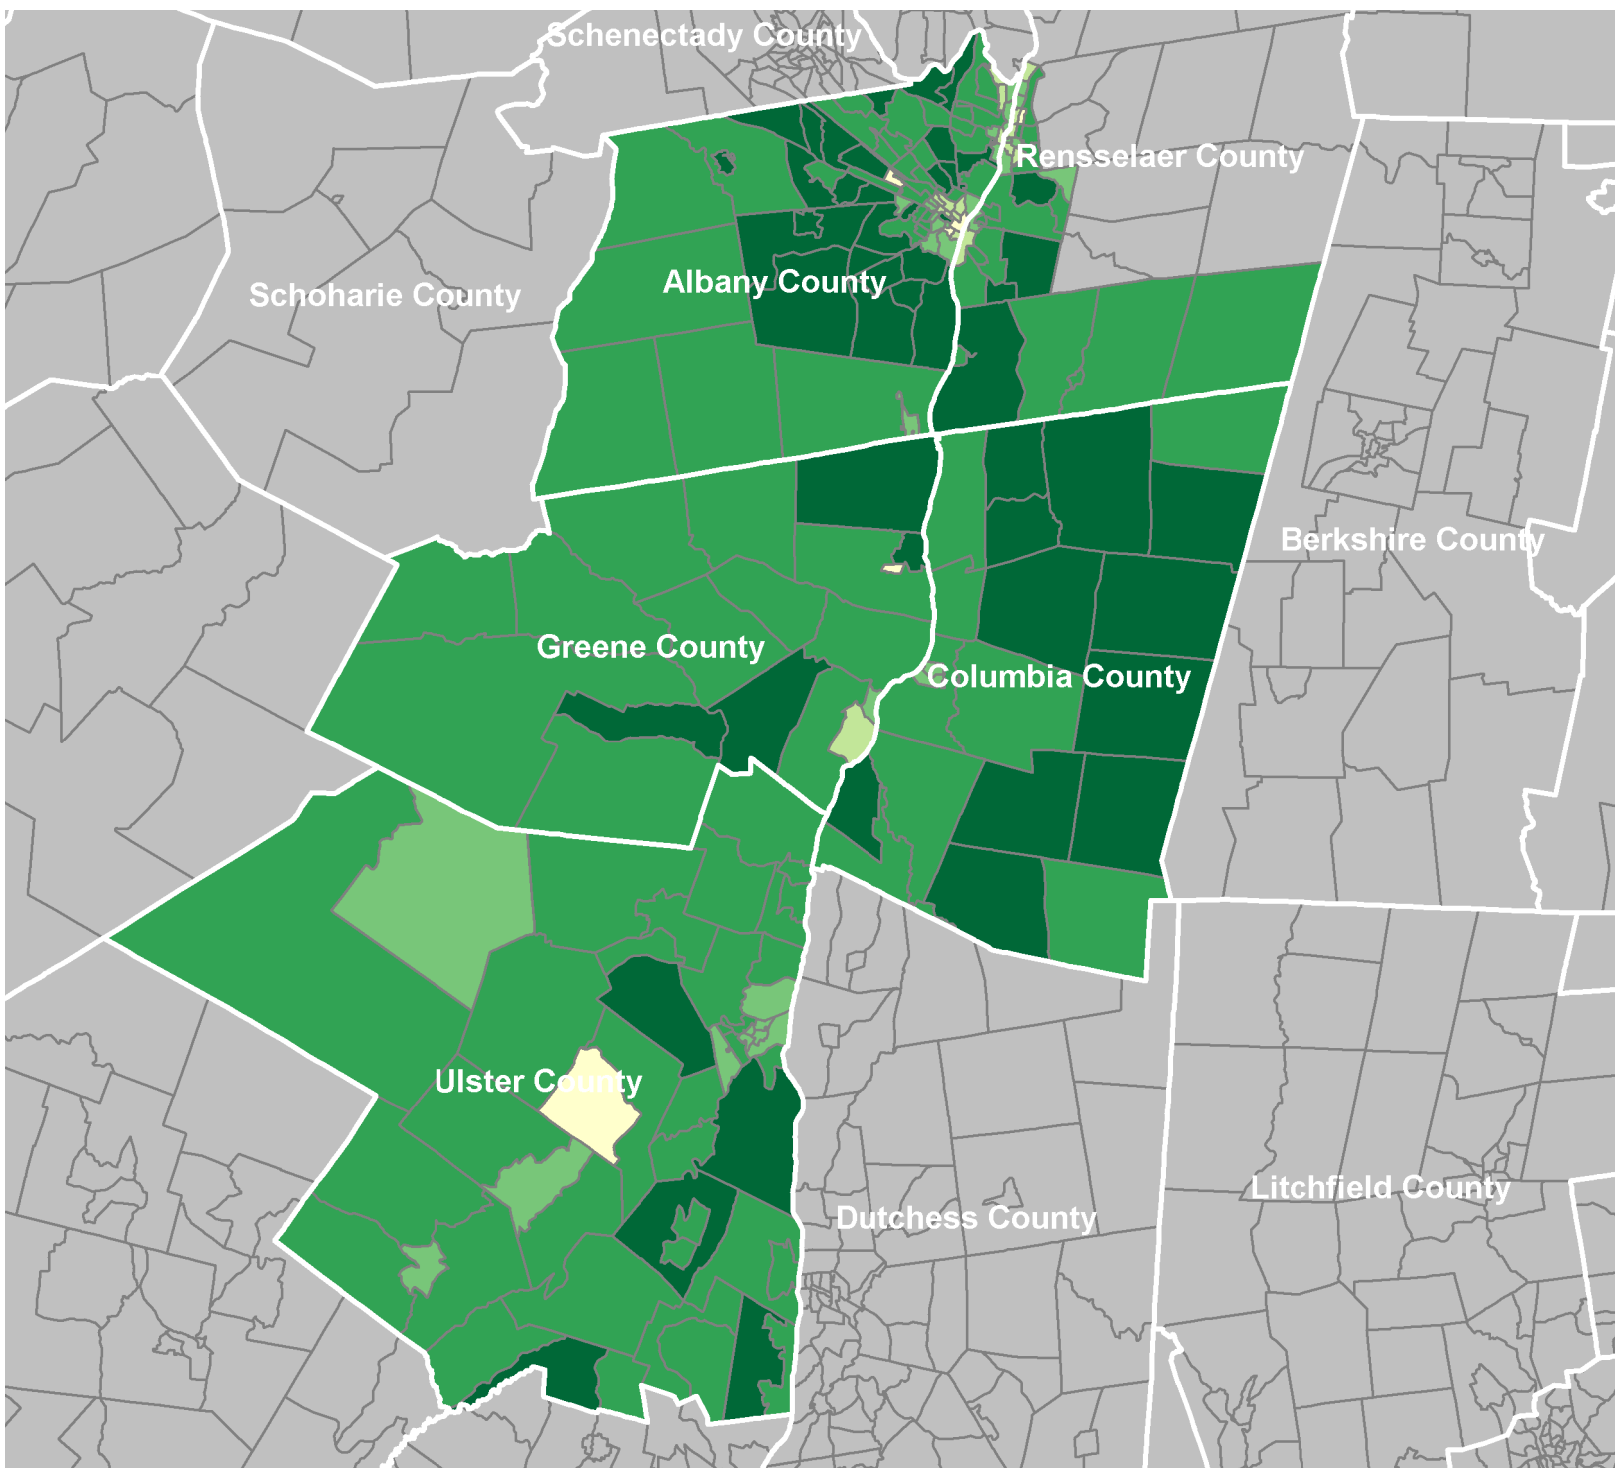 Schenectady County
Rensselaer County
Albany County
Schoharie County
Berkshire County
Greene County
Columbia County
Ulster County
Litchfield County
Dutchess County